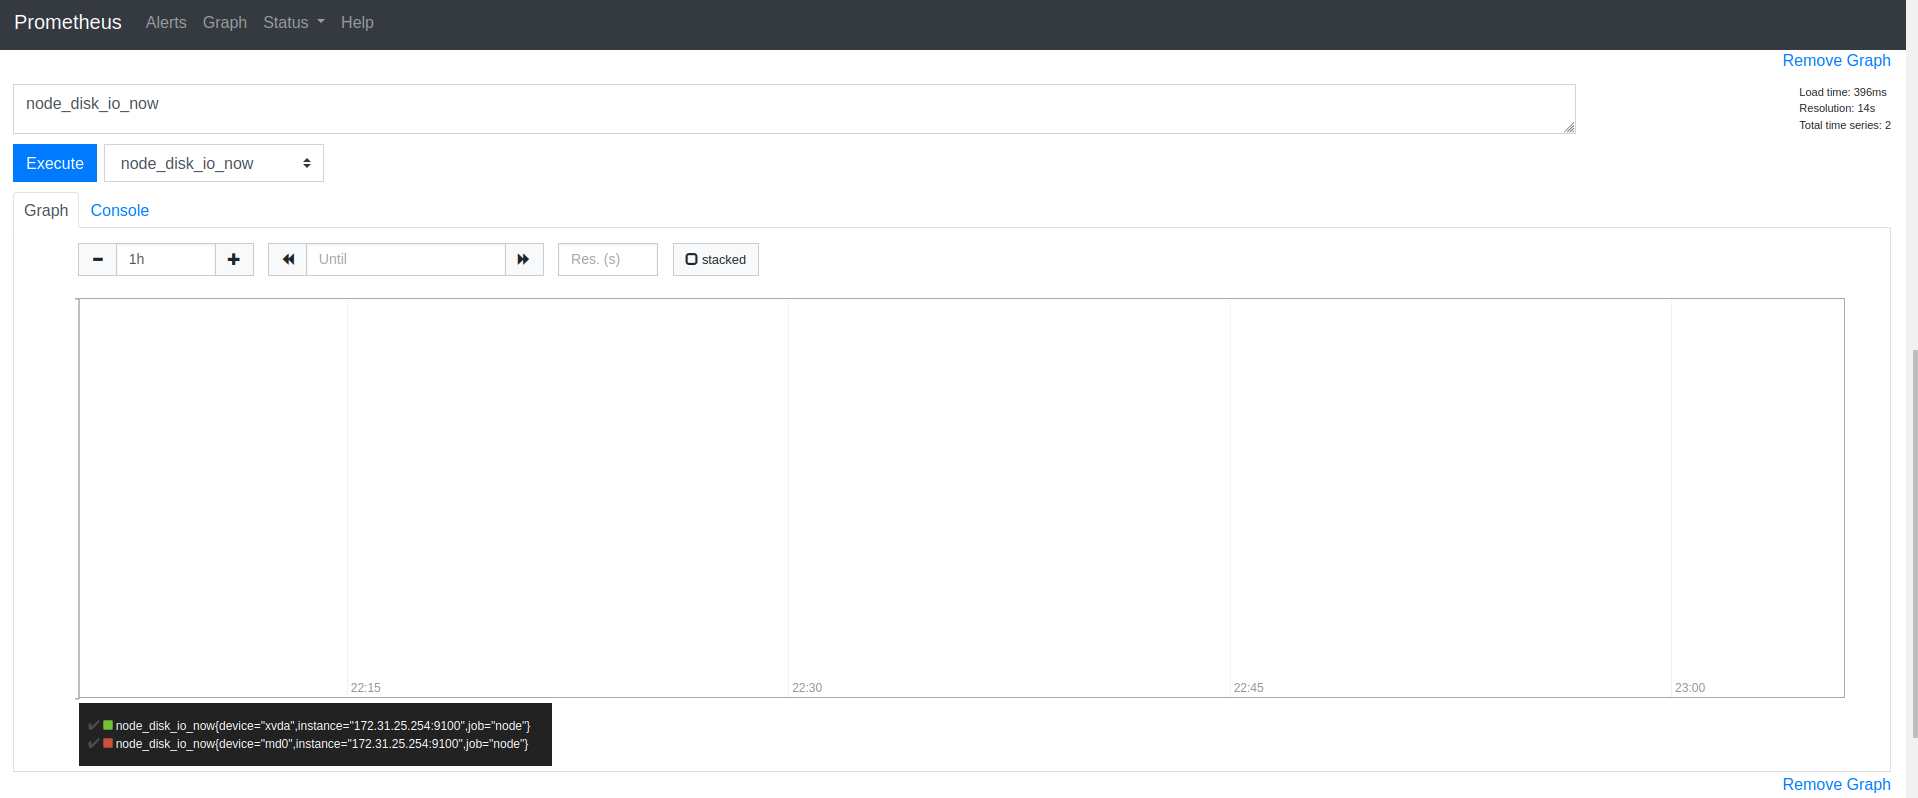 Prometheus Alerts Graph Status Help
Remove Graph
node_disk_io_now
Load time: 396ms
Resolution: 14s
Total time series: 2
Execute node_disk_io_now
Graph Console
1h Until Res. (s) stacked
22:15 22:30 22:45 23:00
node_disk_io_now{device="xvda",instance="172.31.25.254:9100",job="node"}
node_disk_io_now{device="md0",instance="172.31.25.254:9100",job="node"}
Remove Graph